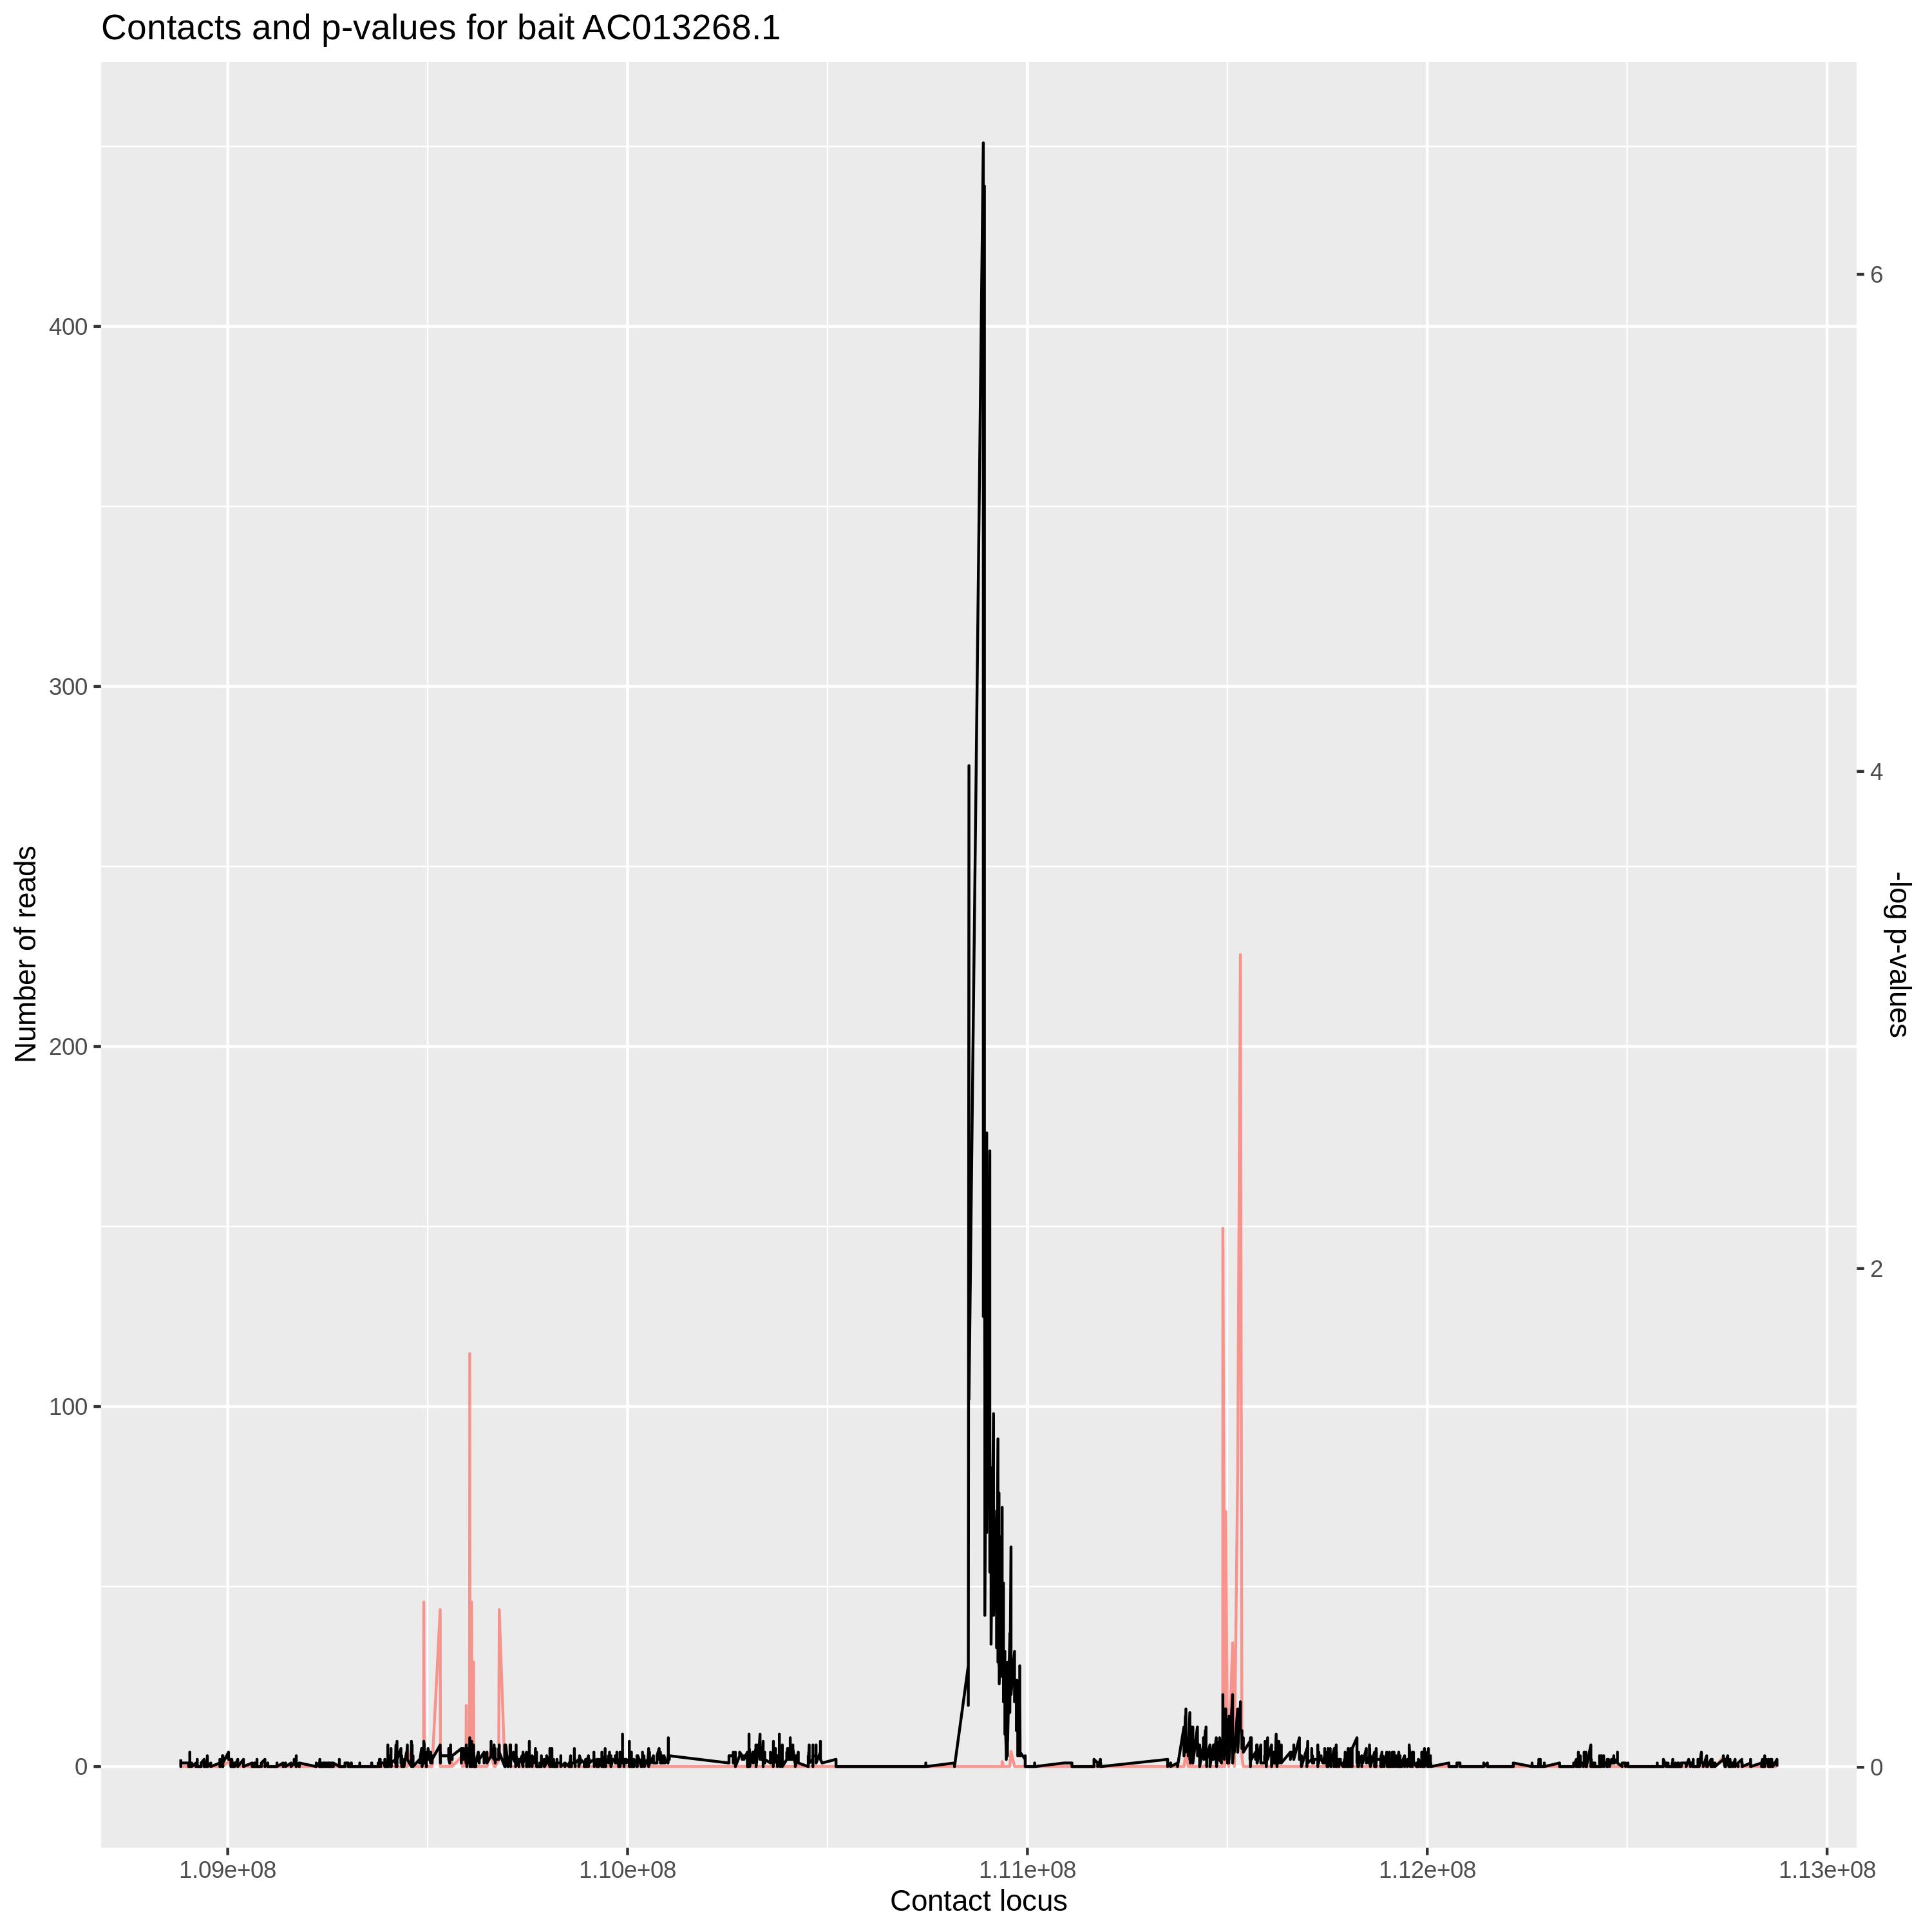 Contacts and p-values for bait AC013268.1
400
300
200
100
0
Number of reads
6
4
2
0
-log p-values
1.09e+08
1.10e+08
1.11e+08
1.12e+08
1.13e+08
Contact locus